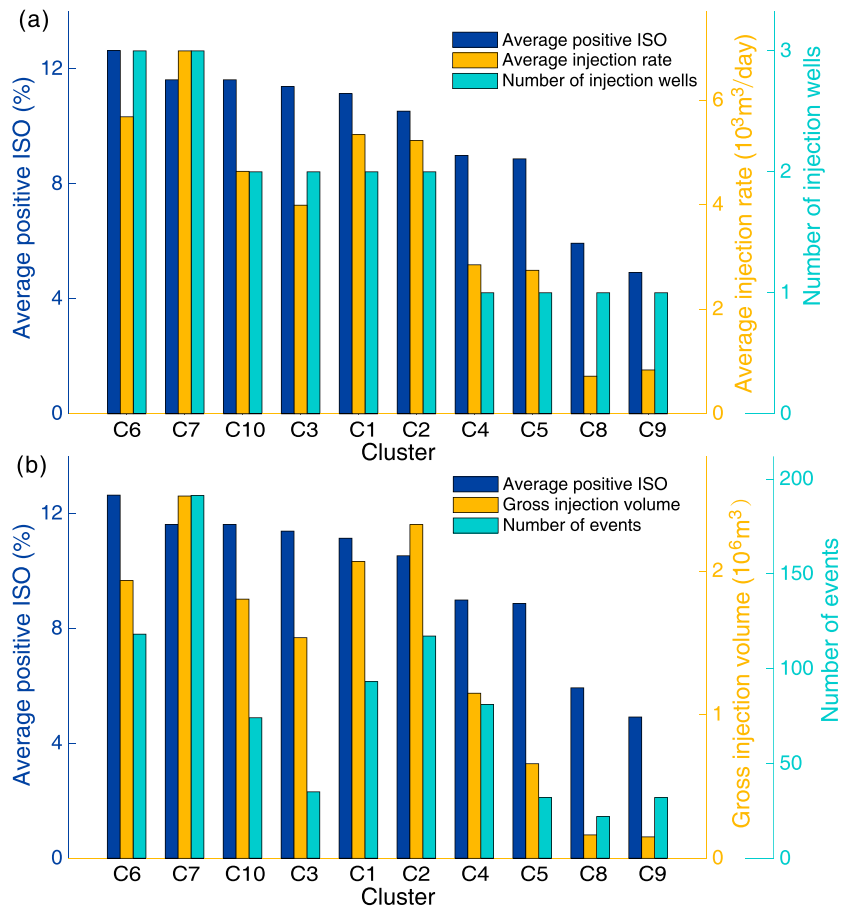 (a)
Average positive ISO
Average injection rate
Number of injection wells
Average positive ISO (%)
12
8
4
0
Average injection rate (10³m³/day)
6
4
2
0
Number of injection wells
3
2
1
0
C6 C7 C10 C3 C1 C2 C4 C5 C8 C9
Cluster
(b)
Average positive ISO
Gross injection volume
Number of events
Average positive ISO (%)
12
8
4
0
Gross injection volume (10⁶m³)
2
1
0
Number of events
200
150
100
50
0
C6 C7 C10 C3 C1 C2 C4 C5 C8 C9
Cluster